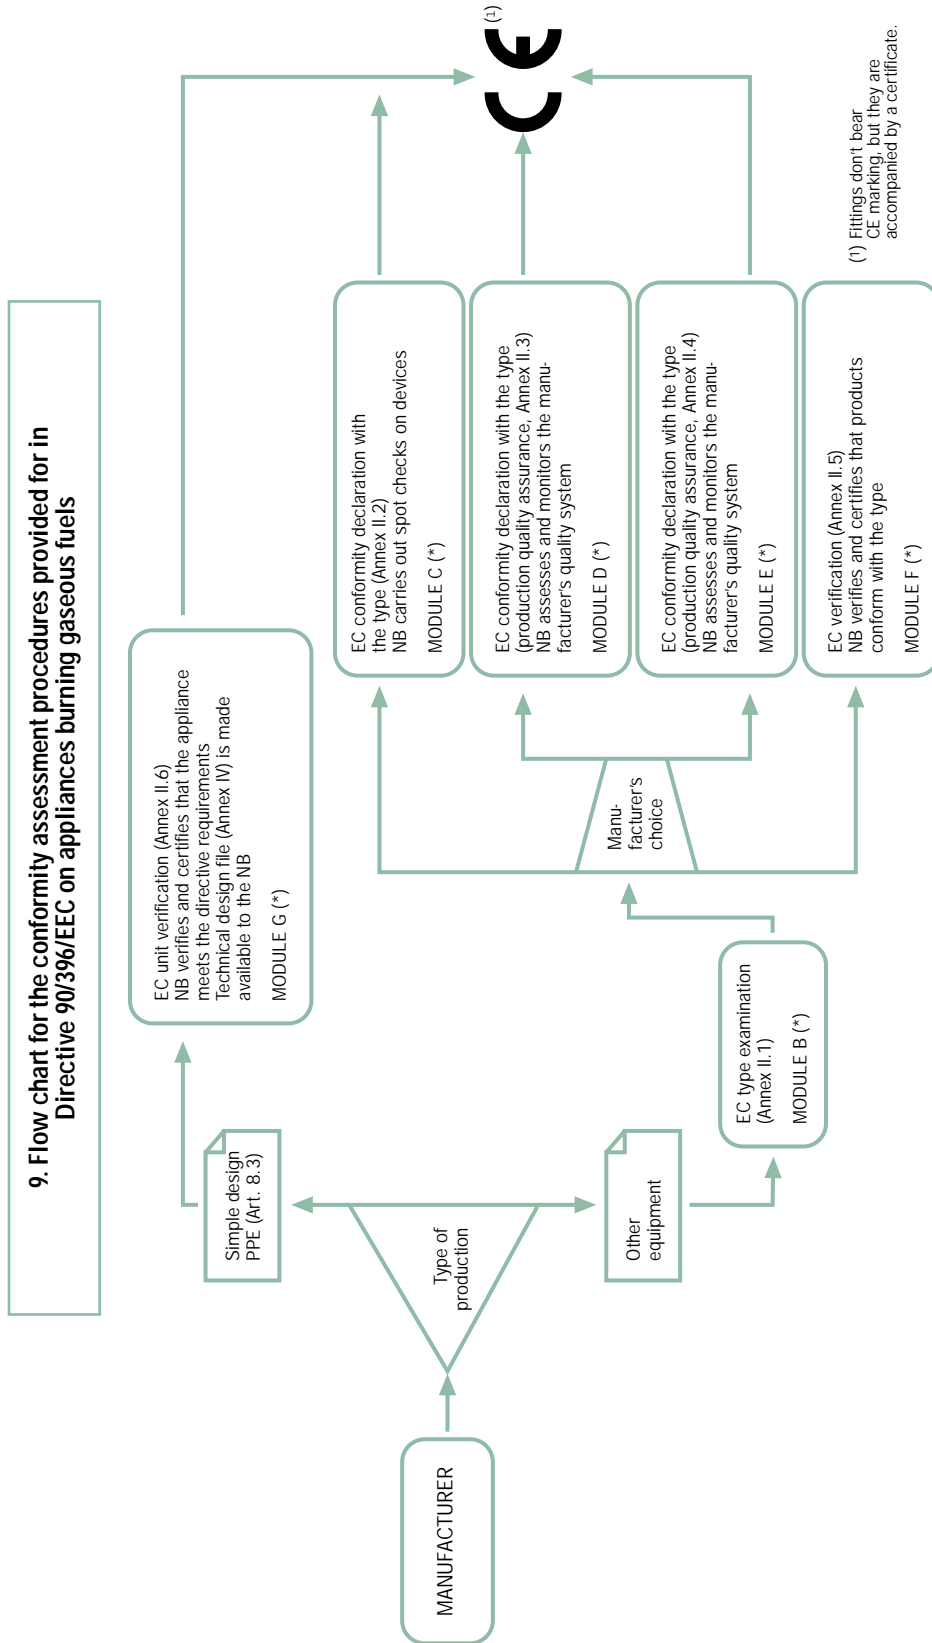 9. Flow chart for the conformity assessment procedures provided for in
Directive 90/3%/EEC on appliances burning gaseous fuels
MANUFACTURER
Type of
production
Simple design
PPE (Art. 8.3)
EC unit verification (Annex II.6)
NB verifies and certifies that the appliance
meets the directive requirements
Technical design file (Annex IV) is made
available to the NB
MODULE G (*)
Other
equipment
EC type examination
(Annex II.1)
MODULE B (*)
Manu-
facturer's
choice
EC conformity declaration with
the type (Annex II.2)
NB carries out spot checks on devices
MODULE C (*)
EC conformity declaration with the type
(production quality assurance, Annex II.3)
NB assesses and monitors the manu-
facturer's quality system
MODULE D (*)
EC conformity declaration with the type
(production quality assurance, Annex II.4)
NB assesses and monitors the manu-
facturer's quality system
MODULE E (*)
EC verification (Annex II.5)
NB verifies and certifies that products
conform with the type
MODULE F (*)
CE (1)
(1) Fittings don't bear
CE marking, but they are
accompanied by a certificate.